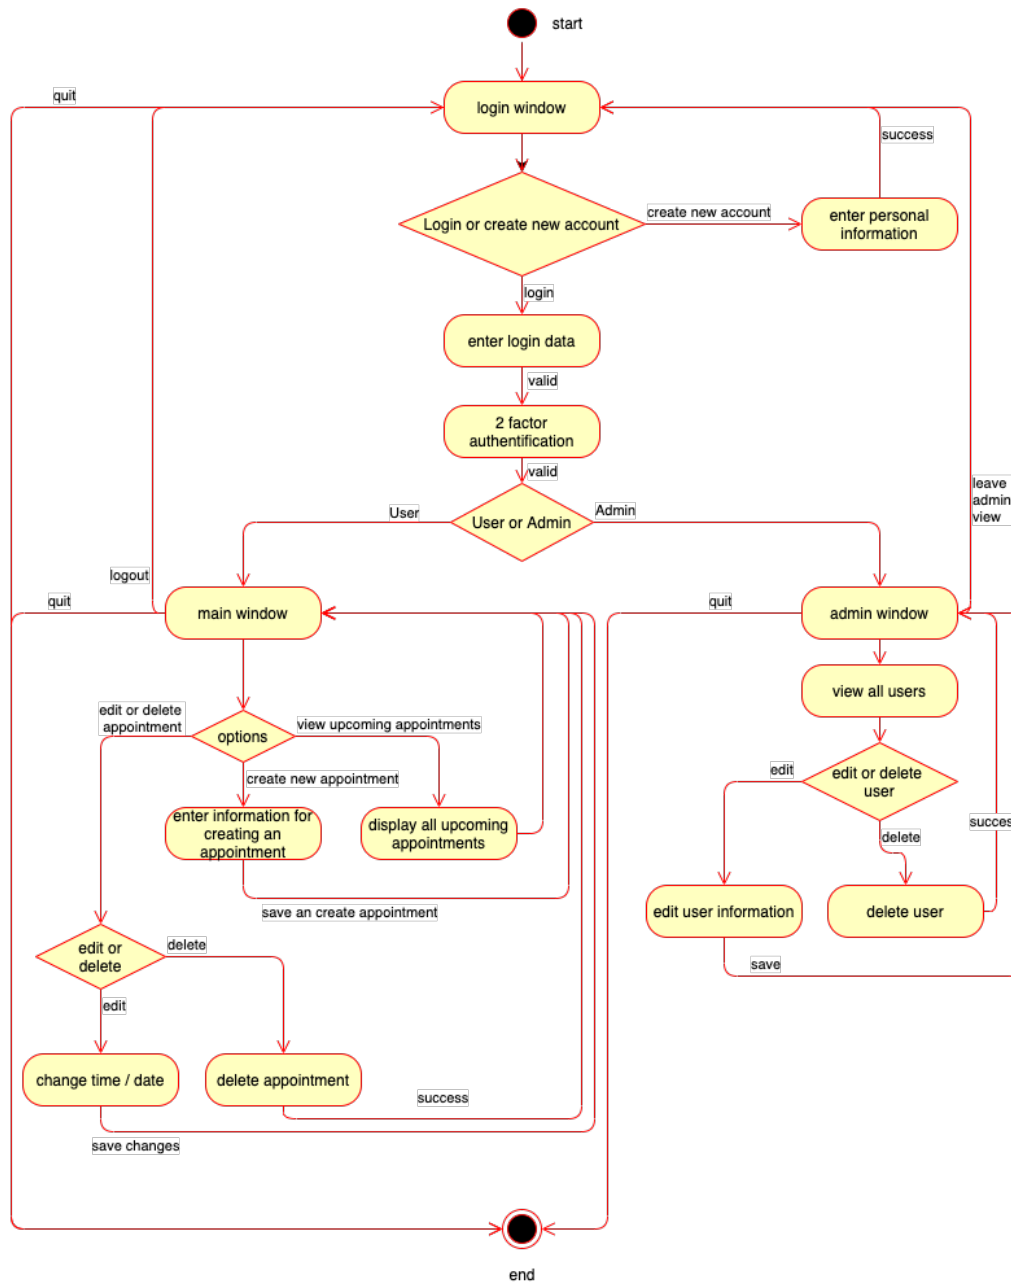 start
quit
login window
success
Login or create new account
create new account
enter personal
information
login
enter login data
valid
2 factor
authentification
valid
leave
admin
view
User
User or Admin
Admin
logout
quit
main window
quit
admin window
view all users
edit or delete
appointment
options
view upcoming appointments
create new appointment
edit
edit or delete
user
enter information for
creating an
appointment
display all upcoming
appointments
delete
save an create appointment
edit user information
delete user
edit or
delete
delete
save
edit
change time / date
delete appointment
success
save changes
end